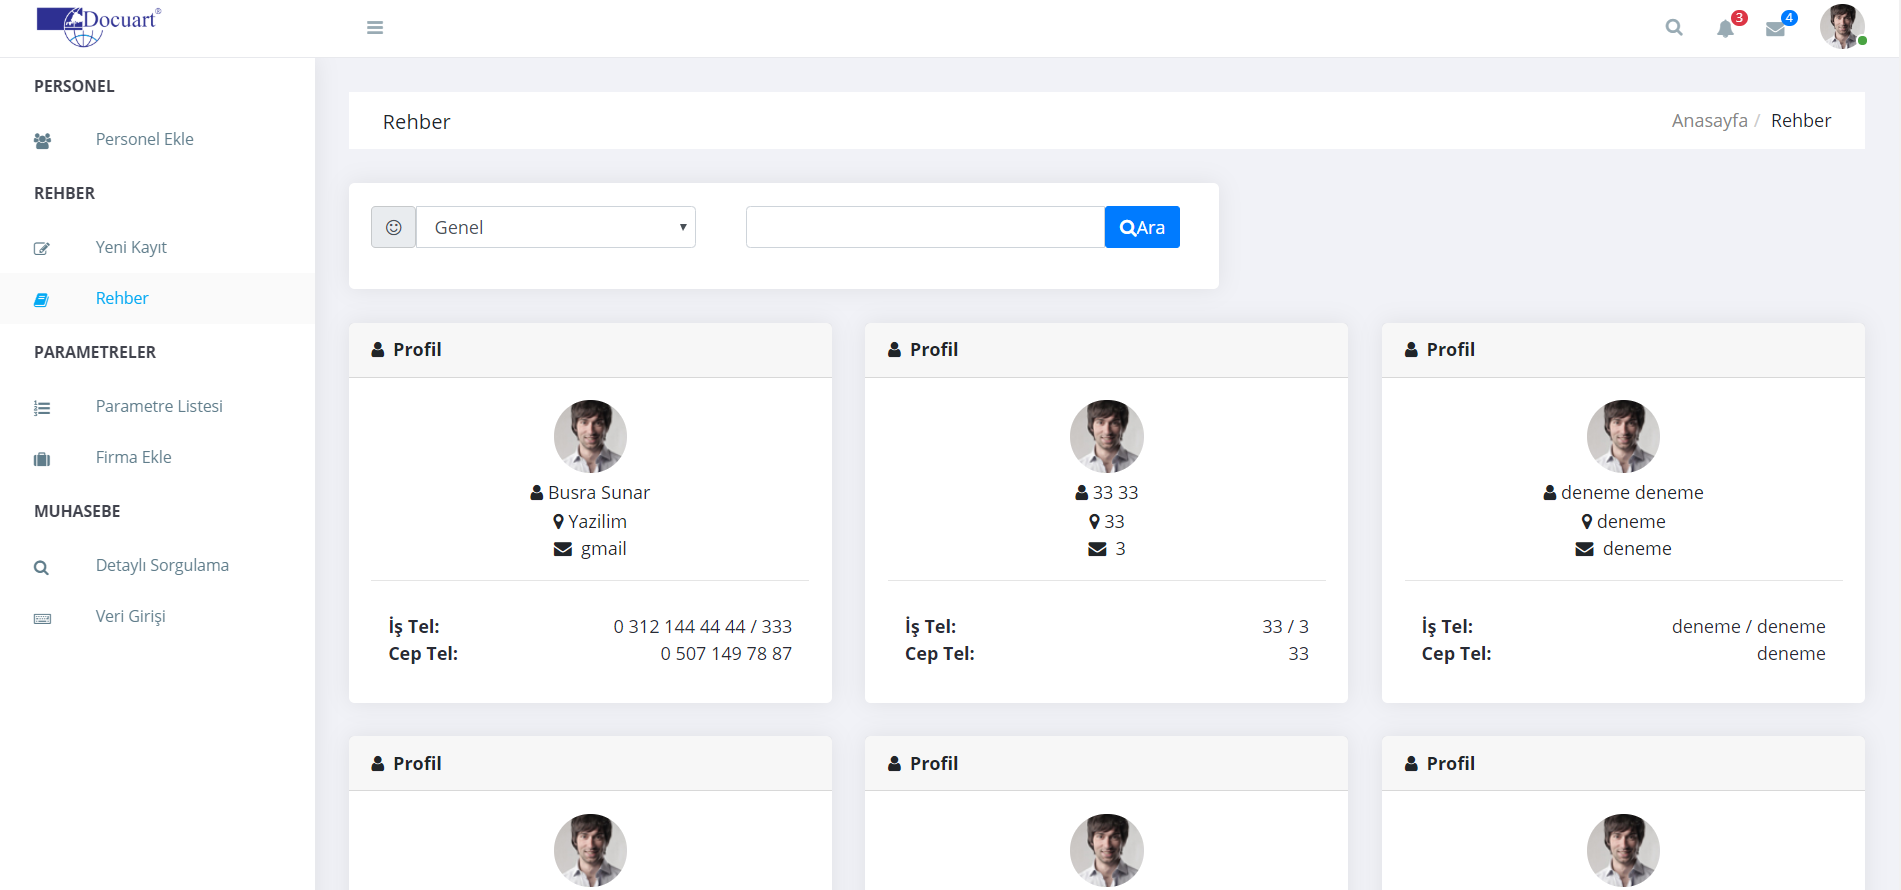 Docuart®
3
4
PERSONEL
Personel Ekle
REHBER
Yeni Kayıt
Rehber
PARAMETRELER
Parametre Listesi
Firma Ekle
MUHASEBE
Detaylı Sorgulama
Veri Girişi
Rehber
Anasayfa / Rehber
Genel
Ara
Profil
Busra Sunar
Yazilim
gmail
İş Tel: 0 312 144 44 44 / 333
Cep Tel: 0 507 149 78 87
Profil
33 33
33
3
İş Tel: 33 / 3
Cep Tel: 33
Profil
deneme deneme
deneme
deneme
İş Tel: deneme / deneme
Cep Tel: deneme
Profil
Profil
Profil